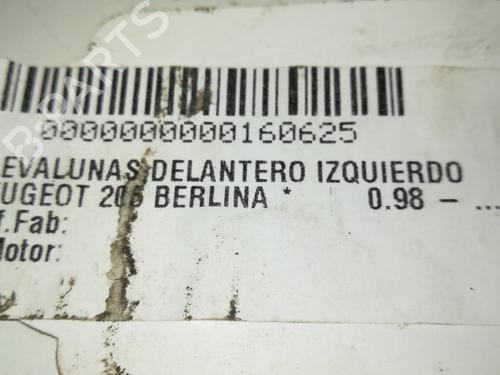 B-PARTS
0000000000160625
EVALUNAS DELANTERO IZQUIERDO
UGEOT 206 BERLINA * 0.98 - ...
f.Fab:
Motor: